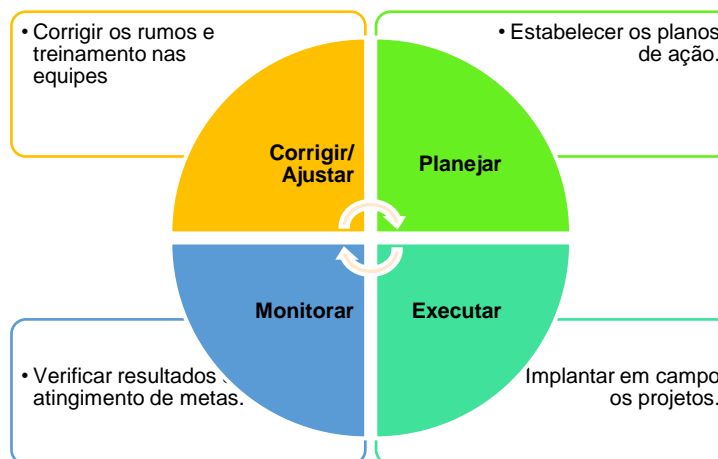 • Corrigir os rumos e
treinamento nas
equipes
• Estabelecer os planos
de ação.
Corrigir/
Ajustar
Planejar
Monitorar
Executar
• Verificar resultados
atingimento de metas.
Implantar em campo
os projetos.